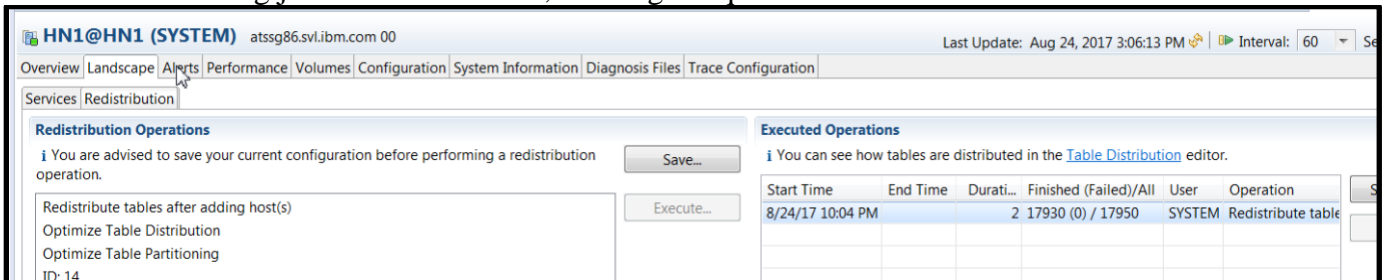 HN1@HN1 (SYSTEM) atssg86.svl.ibm.com 00
Last Update: Aug 24, 2017 3:06:13 PM Interval: 60
Overview Landscape Alerts Performance Volumes Configuration System Information Diagnosis Files Trace Configuration
Services Redistribution
Redistribution Operations
i You are advised to save your current configuration before performing a redistribution
operation.
Save...
Execute...
Redistribute tables after adding host(s)
Optimize Table Distribution
Optimize Table Partitioning
ID: 14
Executed Operations
i You can see how tables are distributed in the Table Distribution editor.
Start Time End Time Durati... Finished (Failed)/All User Operation
8/24/17 10:04 PM 2 17930 (0) / 17950 SYSTEM Redistribute table